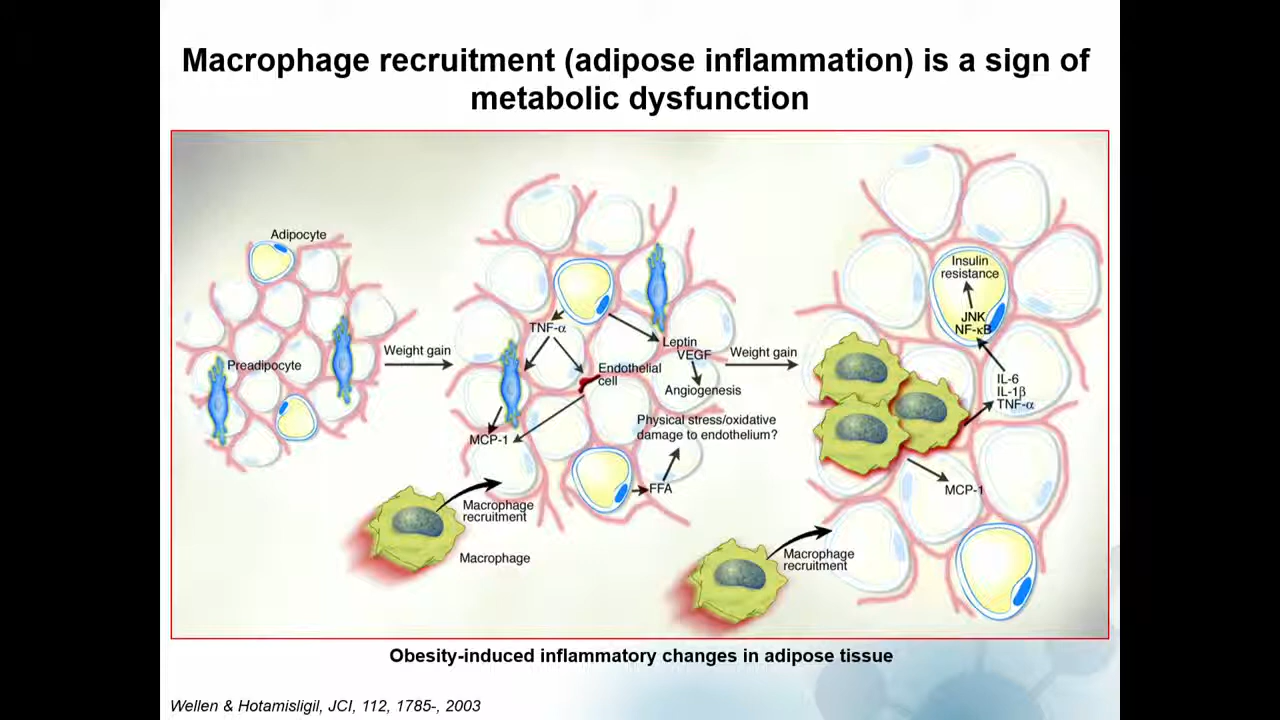 Macrophage recruitment (adipose inflammation) is a sign of
metabolic dysfunction
Adipocyte
Preadipocyte
Weight gain
TNF-α
Leptin
VEGF
Endothelial
cell
Angiogenesis
Physical stress/oxidative
damage to endothelium?
MCP-1
FFA
Macrophage
recruitment
Macrophage
Weight gain
Insulin
resistance
JNK
NF-κB
IL-6
IL-1β
TNF-α
MCP-1
Macrophage
recruitment
Obesity-induced inflammatory changes in adipose tissue
Wellen & Hotamisligil, JCI, 112, 1785-, 2003